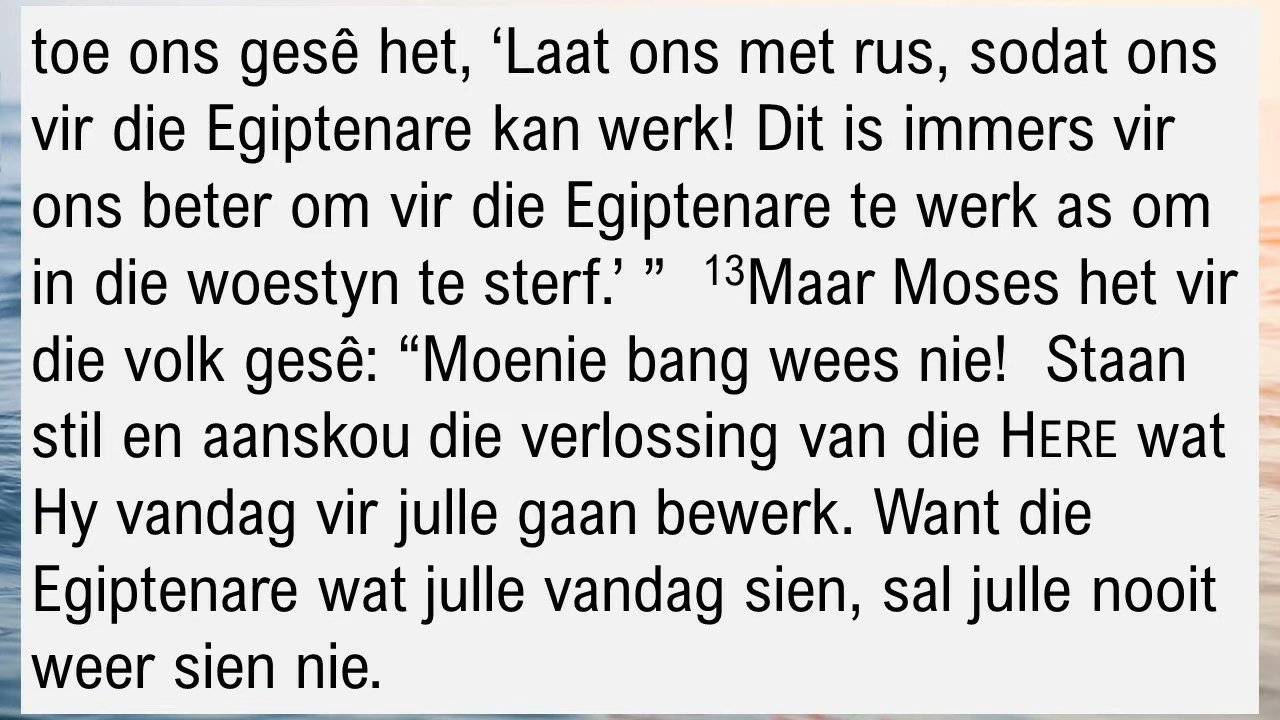 toe ons gesê het, ‘Laat ons met rus, sodat ons
vir die Egiptenare kan werk! Dit is immers vir
ons beter om vir die Egiptenare te werk as om
in die woestyn te sterf.’ ” ¹³Maar Moses het vir
die volk gesê: “Moenie bang wees nie! Staan
stil en aanskou die verlossing van die HERE wat
Hy vandag vir julle gaan bewerk. Want die
Egiptenare wat julle vandag sien, sal julle nooit
weer sien nie.